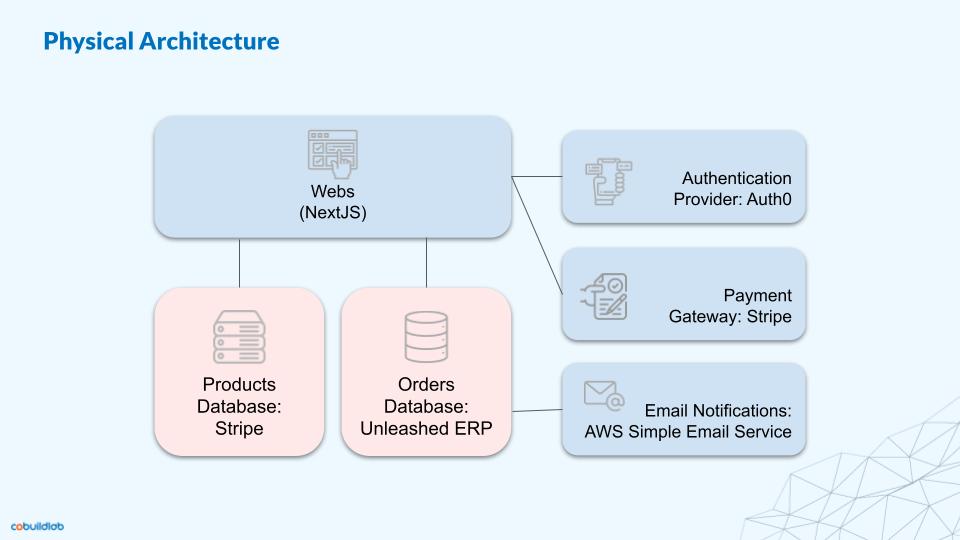 Physical Architecture
Webs
(NextJS)
Authentication
Provider: Auth0
Payment
Gateway: Stripe
Products
Database:
Stripe
Orders
Database:
Unleashed ERP
Email Notifications:
AWS Simple Email Service
cobuildlab